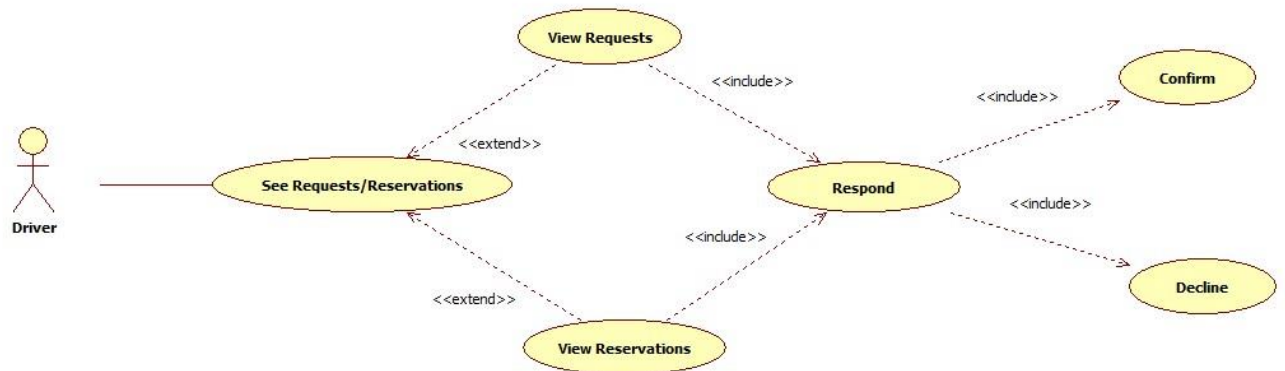 View Requests
<<include>>
Confirm
<<include>>
<<extend>>
See Requests/Reservations
Respond
Driver
<<include>>
<<include>>
<<extend>>
Decline
View Reservations